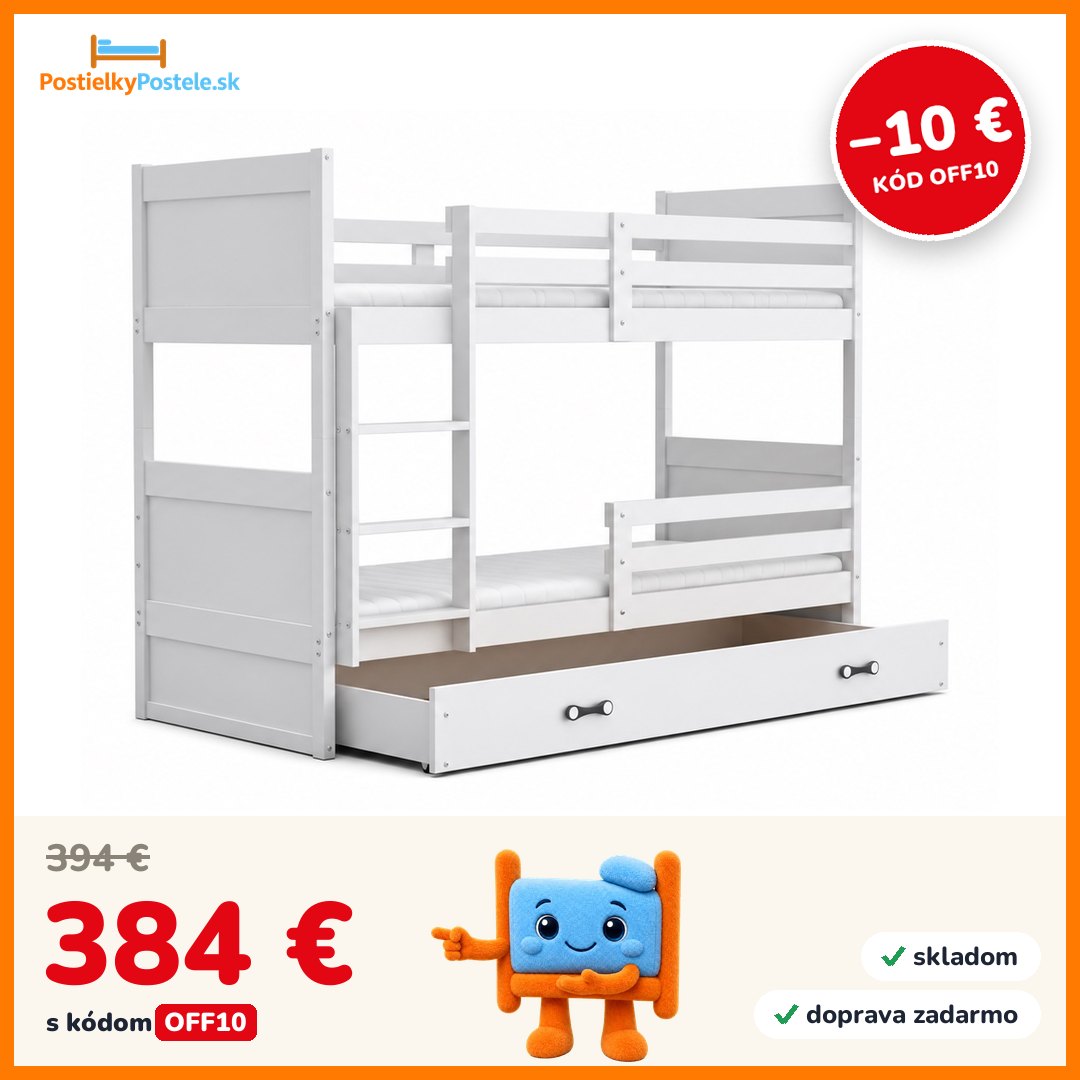 PostielkyPostele.sk
–10 €
KÓD OFF10
394 €
384 €
s kódom OFF10
skladom
doprava zadarmo